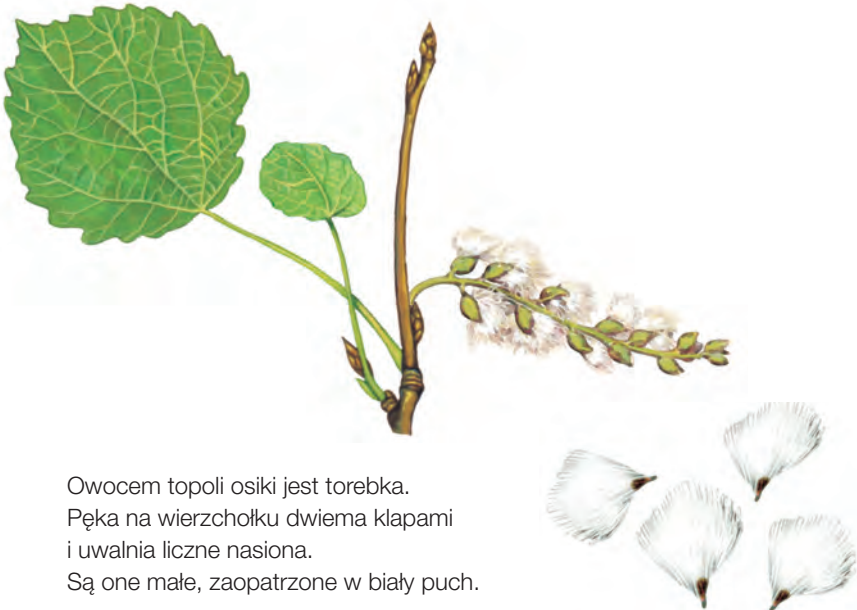 Owocem topoli osiki jest torebka.
Pęka na wierzchołku dwiema klapami
i uwalnia liczne nasiona.
Są one małe, zaopatrzone w biały puch.